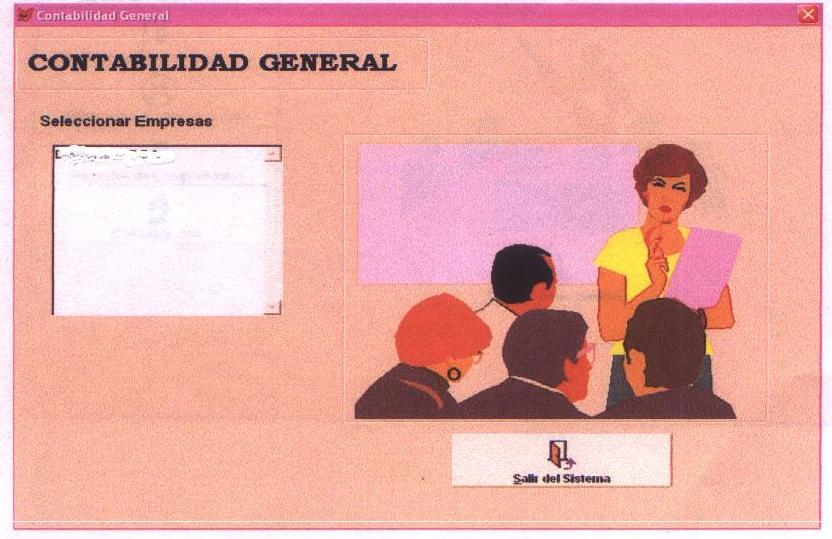 Contabilidad General
CONTABILIDAD GENERAL
Seleccionar Empresas
Salir del Sistema